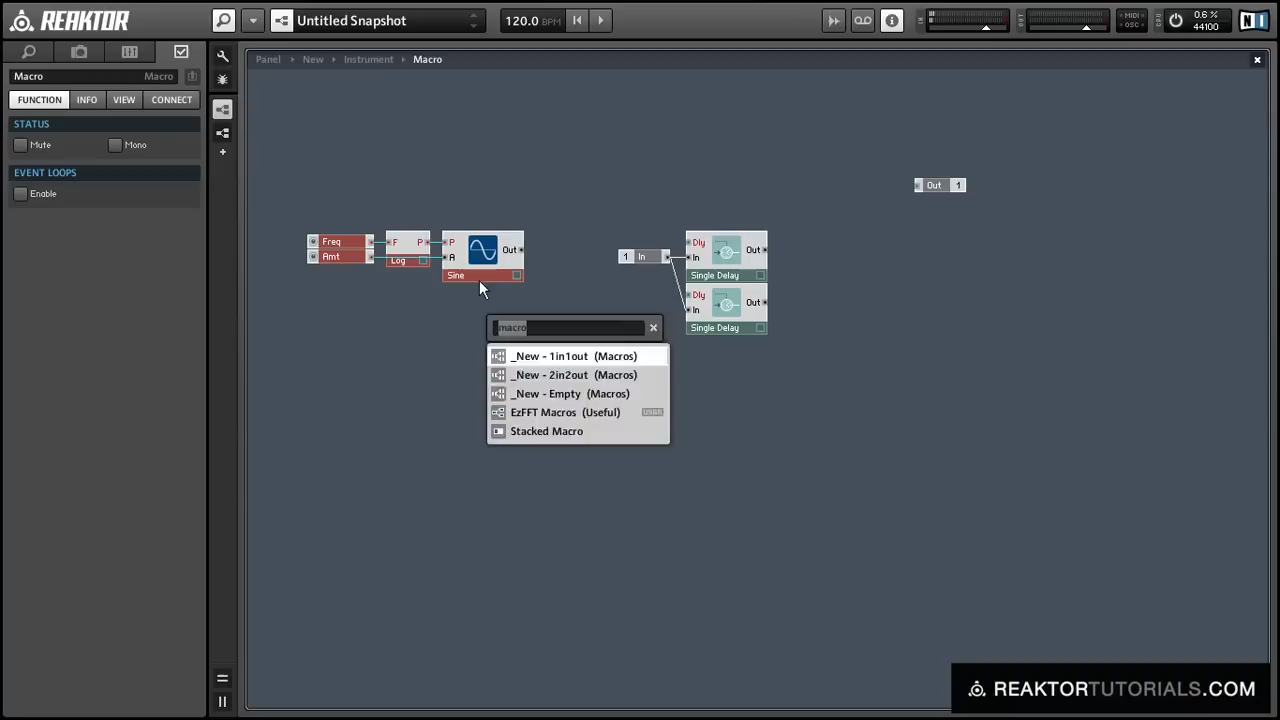 REAKTOR
Untitled Snapshot
120.0 BPM
MIDI
OSC
CPU
0.6 %
44100
NI
Panel
New
Instrument
Macro
Macro Macro
FUNCTION INFO VIEW CONNECT
STATUS
Mute Mono
EVENT LOOPS
Enable
Out 1
Freq
Amt
F P
Log
P
A
Out
Sine
1 In
Dly
In
Out
Single Delay
Dly
In
Out
Single Delay
macro
_New - 1in1out (Macros)
_New - 2in2out (Macros)
_New - Empty (Macros)
EzFFT Macros (Useful) USER
Stacked Macro
REAKTORTUTORIALS.COM